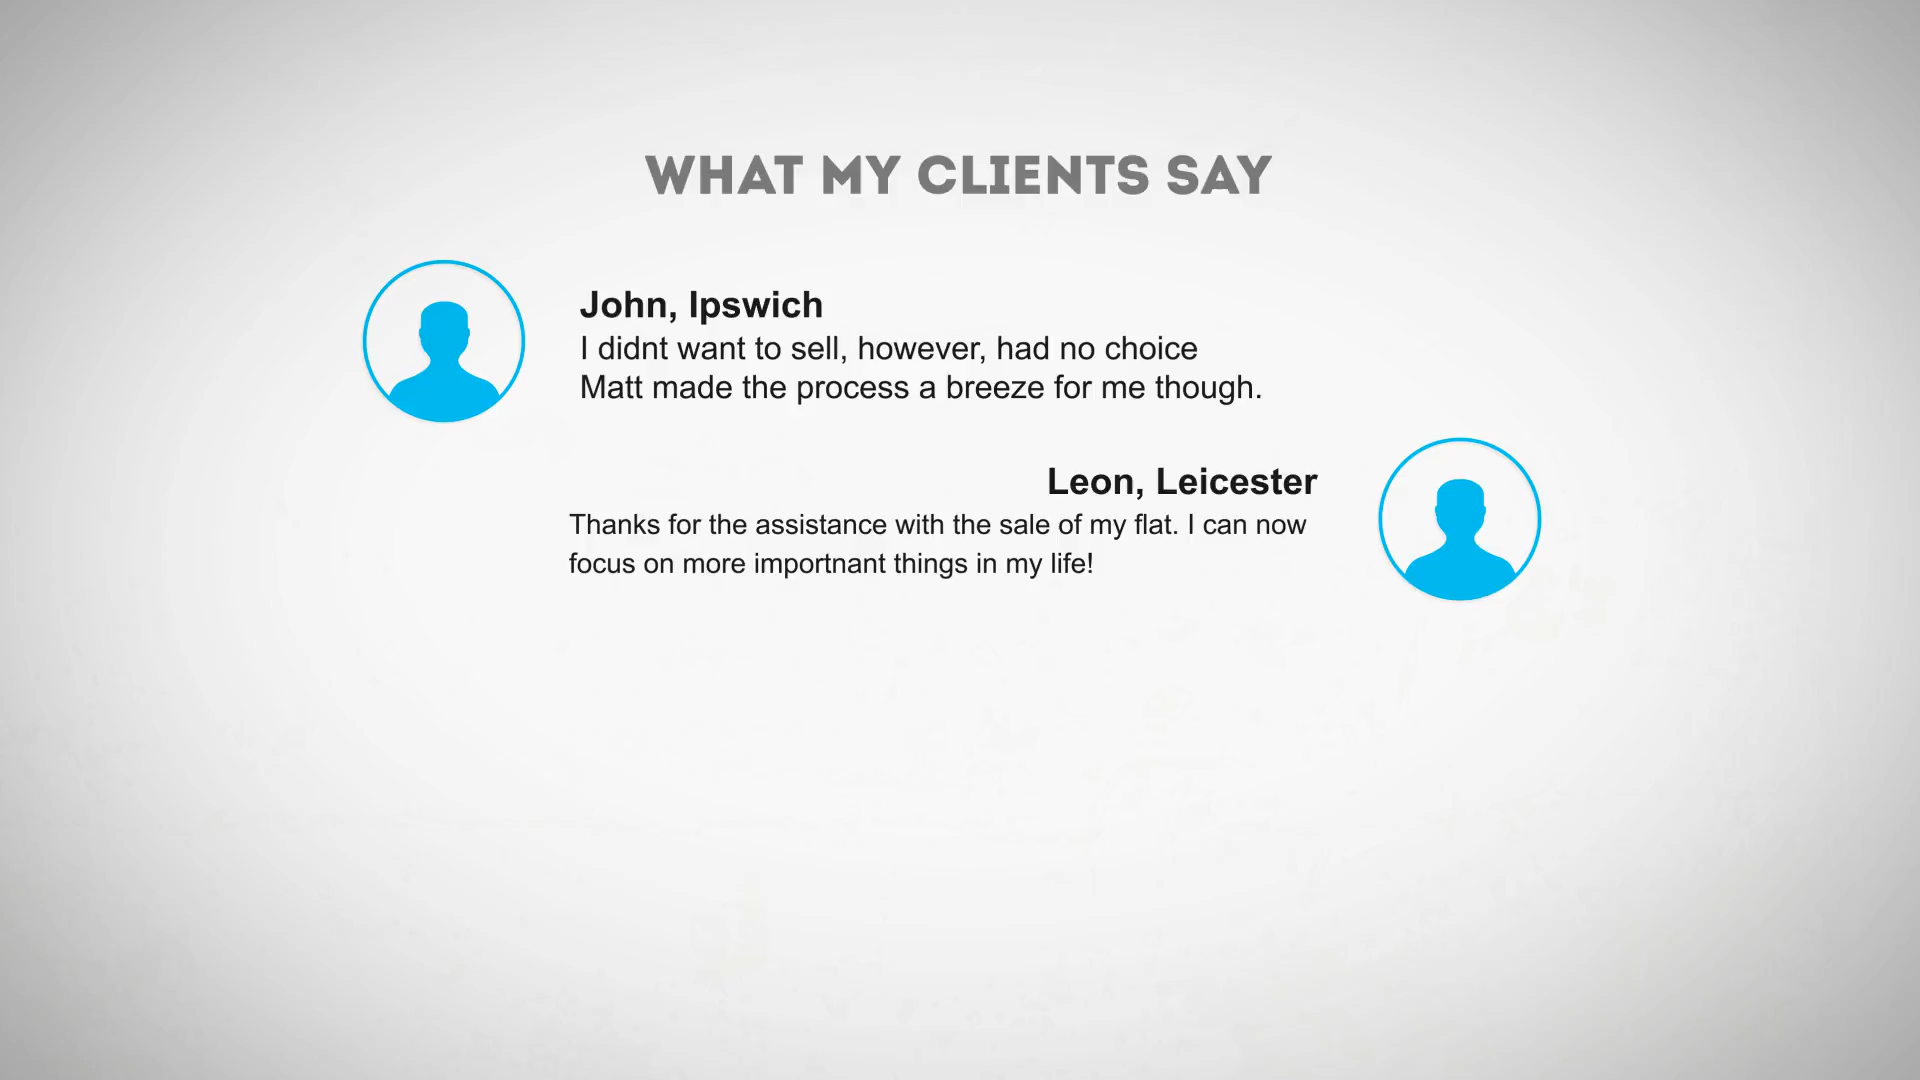 WHAT MY CLIENTS SAY
John, Ipswich
I didnt want to sell, however, had no choice
Matt made the process a breeze for me though.
Leon, Leicester
Thanks for the assistance with the sale of my flat. I can now
focus on more importnant things in my life!